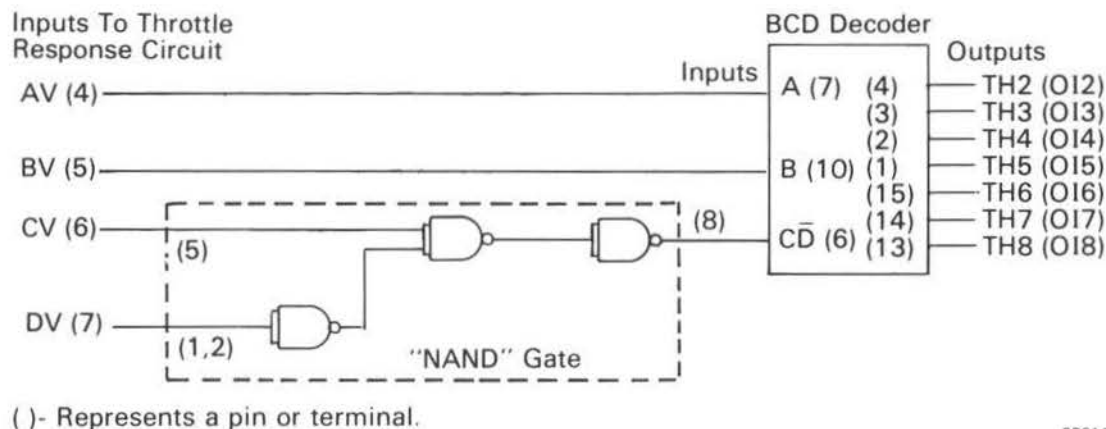 Inputs To Throttle
Response Circuit
BCD Decoder
Outputs
Inputs
AV (4)
A (7) (4) TH2 (OI2)
(3) TH3 (OI3)
(2) TH4 (OI4)
BV (5)
B (10) (1) TH5 (OI5)
(15) TH6 (OI6)
CV (6)
(5)
(8)
(14) TH7 (OI7)
CD̅ (6) (13) TH8 (OI8)
DV (7)
(1,2)
"NAND" Gate
( )- Represents a pin or terminal.